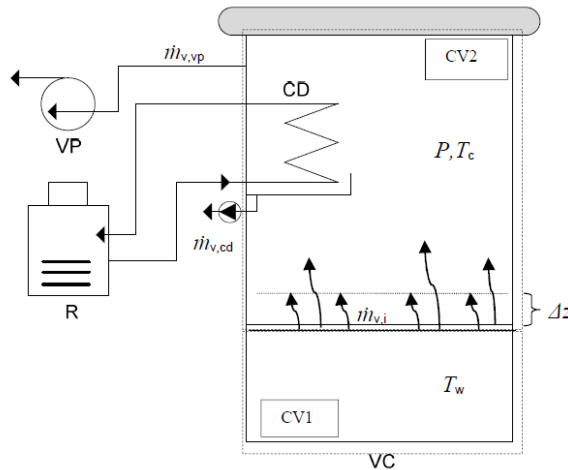 ṁv,vp
CV2
CD
VP
P,Tc
ṁv,cd
R
ṁv,i
Δz
Tw
CV1
VC